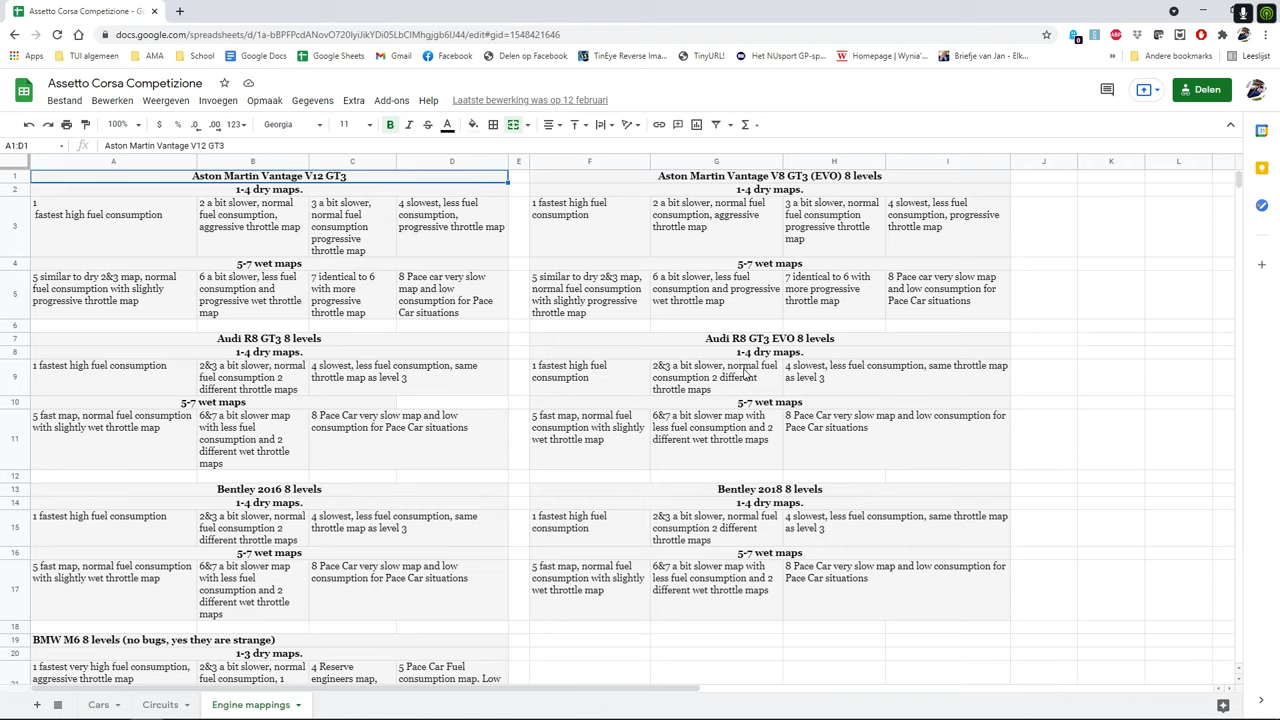 Assetto Corsa Competizione - Go
docs.google.com/spreadsheets/d/1a-bBPFPcdANovO720lyiJikYDi05LbClMhgjgb6IJ44/edit#gid=1548421646
Apps TUI algemeen AMA School Google Docs Google Sheets Gmail Facebook Delen op Facebook TinEye Reverse Ima... TinyURL! Het NUsport GP-sp... Homepage | Wynia'... Briefje van Jan - Elk... » Andere bookmarks Leeslijst
Assetto Corsa Competizione
Bestand Bewerken Weergeven Invoegen Opmaak Gegevens Extra Add-ons Help Laatste bewerking was op 12 februari
Delen
100% $ % .0 .00 123 Georgia 11 B I S A
A1:D1 fx Aston Martin Vantage V12 GT3
A B C D E F G H I J K L
1 Aston Martin Vantage V12 GT3 Aston Martin Vantage V8 GT3 (EVO) 8 levels
2 1-4 dry maps. 1-4 dry maps.
3
1
fastest high fuel consumption
2 a bit slower, normal
fuel consumption,
aggressive throttle map
3 a bit slower,
normal fuel
consumption
progressive
throttle map
4 slowest, less fuel
consumption,
progressive throttle map
1 fastest high fuel
consumption
2 a bit slower, normal fuel
consumption, aggressive
throttle map
3 a bit slower, normal
fuel consumption
progressive throttle
map
4 slowest, less fuel
consumption, progressive
throttle map
4 5-7 wet maps 5-7 wet maps
5
5 similar to dry 2&3 map, normal
fuel consumption with slightly
progressive throttle map
6 a bit slower, less fuel
consumption and
progressive wet throttle
map
7 identical to 6
with more
progressive
throttle map
8 Pace car very slow
map and low
consumption for Pace
Car situations
5 similar to dry 2&3 map,
normal fuel consumption
with slightly progressive
throttle map
6 a bit slower, less fuel
consumption and progressive
wet throttle map
7 identical to 6 with
more progressive
throttle map
8 Pace car very slow map
and low consumption for
Pace Car situations
6
7 Audi R8 GT3 8 levels Audi R8 GT3 EVO 8 levels
8 1-4 dry maps. 1-4 dry maps.
9
1 fastest high fuel consumption
2&3 a bit slower, normal
fuel consumption 2
different throttle maps
4 slowest, less fuel consumption, same
throttle map as level 3
1 fastest high fuel
consumption
2&3 a bit slower, normal fuel
consumption 2 different
throttle maps
4 slowest, less fuel consumption, same throttle map
as level 3
10 5-7 wet maps 5-7 wet maps
11
5 fast map, normal fuel consumption
with slightly wet throttle map
6&7 a bit slower map
with less fuel
consumption and 2
different wet throttle
maps
8 Pace Car very slow map and low
consumption for Pace Car situations
5 fast map, normal fuel
consumption with slightly
wet throttle map
6&7 a bit slower map with
less fuel consumption and 2
different wet throttle maps
8 Pace Car very slow map and low consumption for
Pace Car situations
12
13 Bentley 2016 8 levels Bentley 2018 8 levels
14 1-4 dry maps. 1-4 dry maps.
15
1 fastest high fuel consumption
2&3 a bit slower, normal
fuel consumption 2
different throttle maps
4 slowest, less fuel consumption, same
throttle map as level 3
1 fastest high fuel
consumption
2&3 a bit slower, normal fuel
consumption 2 different
throttle maps
4 slowest, less fuel consumption, same throttle map
as level 3
16 5-7 wet maps 5-7 wet maps
17
5 fast map, normal fuel consumption
with slightly wet throttle map
6&7 a bit slower map
with less fuel
consumption and 2
different wet throttle
maps
8 Pace Car very slow map and low
consumption for Pace Car situations
5 fast map, normal fuel
consumption with slightly
wet throttle map
6&7 a bit slower map with
less fuel consumption and 2
different wet throttle maps
8 Pace Car very slow map and low consumption for
Pace Car situations
18
19 BMW M6 8 levels (no bugs, yes they are strange)
20 1-3 dry maps.
1 fastest very high fuel consumption,
aggressive throttle map
2&3 a bit slower, normal
fuel consumption, 1
4 Reserve
engineers map,
5 Pace Car Fuel
consumption map. Low
Cars Circuits Engine mappings